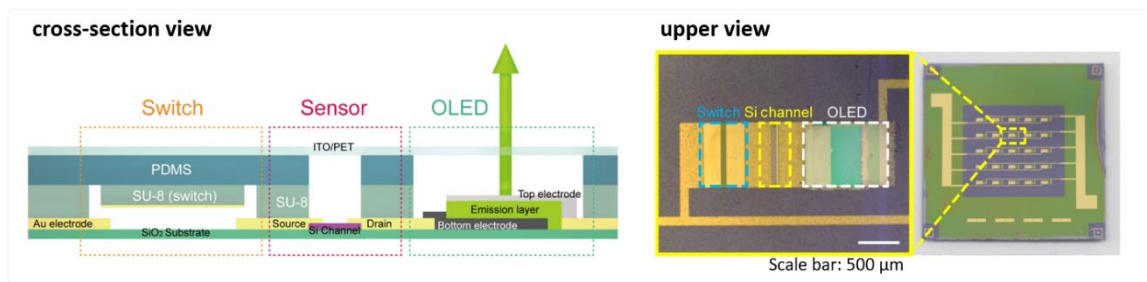 cross-section view
upper view
Switch
Sensor
OLED
ITO/PET
PDMS
SU-8 (switch)
SU-8
Top electrode
Emission layer
Au electrode
Source
Si Channel
Drain
Bottom electrode
SiO₂ Substrate
Switch
Si channel
OLED
Scale bar: 500 μm